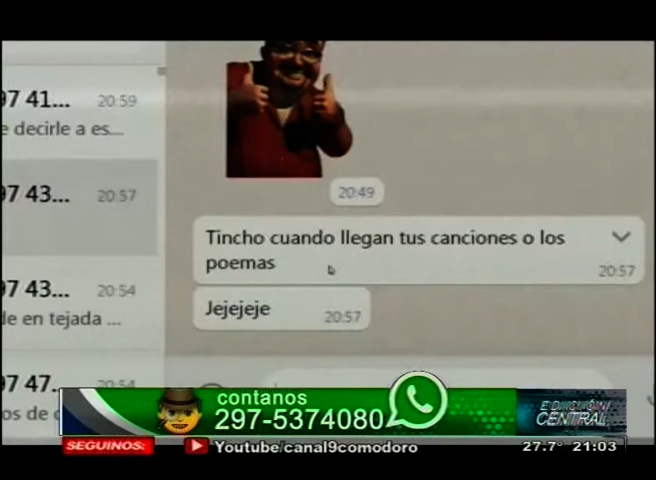 97 41... 20:59
e decirle a es...
97 43... 20:57
97 43... 20:54
de en tejada ...
97 47... 20:54
os de
20:49
Tincho cuando llegan tus canciones o los
poemas
20:57
Jejejeje 20:57
contanos
297-5374080
EDICION
CENTRAL
SEGUINOS: Youtube/canal9comodoro 27.7° 21:03